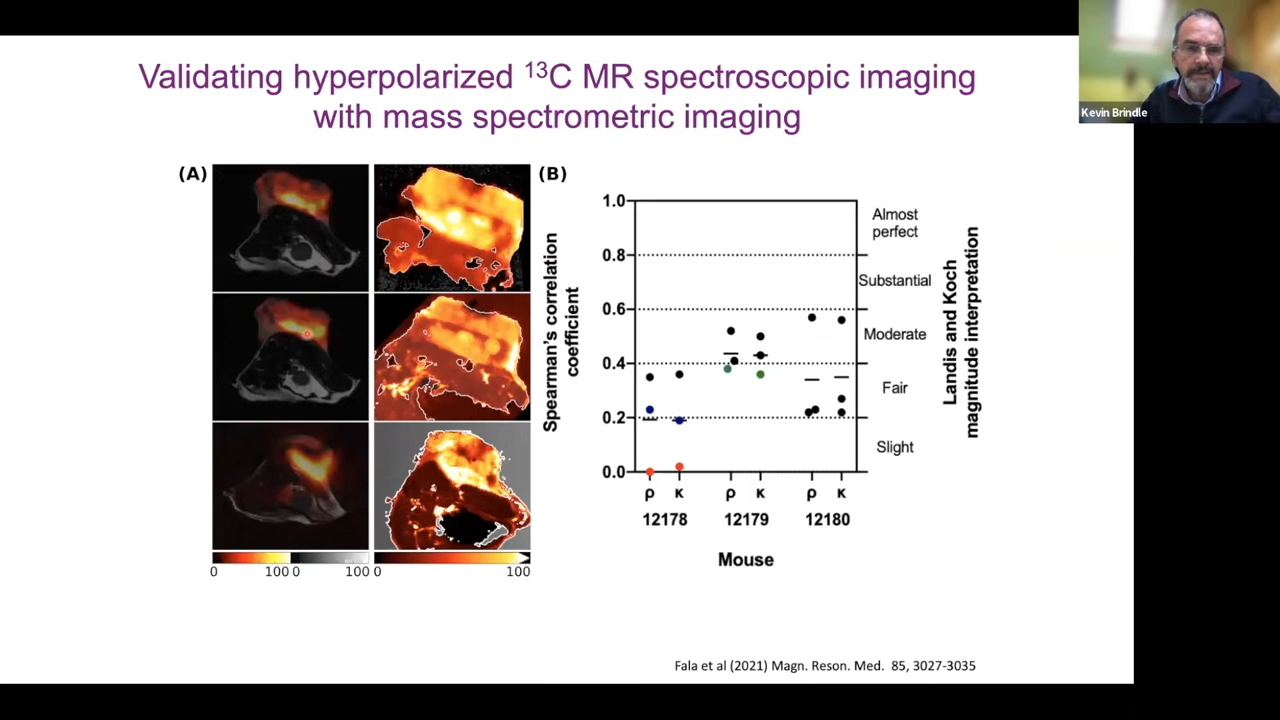 Validating hyperpolarized ¹³C MR spectroscopic imaging
with mass spectrometric imaging
Kevin Brindle
(A)
0
100
0
100
0
100
(B)
Spearman's correlation
coefficient
1.0
0.8
0.6
0.4
0.2
0.0
Almost
perfect
Substantial
Moderate
Fair
Slight
Landis and Koch
magnitude interpretation
ρ κ ρ κ ρ κ
12178 12179 12180
Mouse
Fala et al (2021) Magn. Reson. Med. 85, 3027-3035